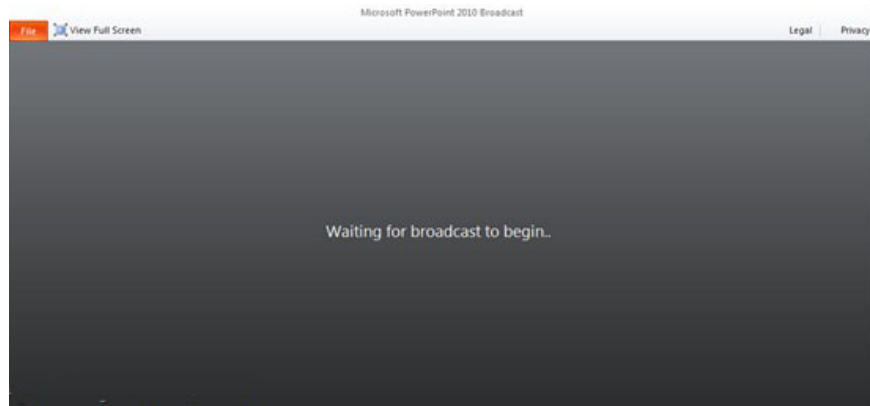 Microsoft PowerPoint 2010 Broadcast
File View Full Screen Legal Privacy
Waiting for broadcast to begin..